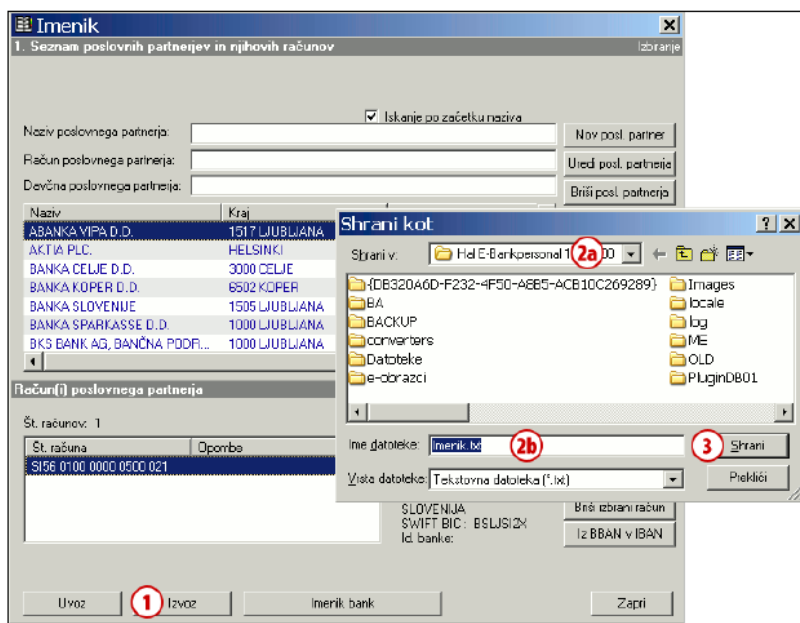 Imenik
1. Seznam poslovnih partnerjev in njihovih računov
Izbiranje
Iskanje po začetku naziva
Naziv poslovnega partnerja:
Nov posl. partner
Račun poslovnega partnerja:
Uredi posl. partnerja
Davčna poslovnega partnerja:
Briši posl. partnerja
Naziv Kraj
ABANKA VIPA D.D. 1517 LJUBLJANA
AKTIA PLC. HELSINKI
BANKA CELJE D.D. 3000 CELJE
BANKA KOPER D.D. 6502 KOPER
BANKA SLOVENIJE 1505 LJUBLJANA
BANKA SPARKASSE D.D. 1000 LJUBLJANA
BKS BANK AG, BANČNA PODR... 1000 LJUBLJANA
Račun(i) poslovnega partnerja
Št. računov: 1
Št. računa Opombe
SI56 0100 0000 0500 021
SLOVENIJA
SWIFT BIC: BSLJSI2X
Id. banke:
Briši izbrani račun
Iz BBAN v IBAN
Uvoz
1
Izvoz
Imenik bank
Zapri
Shrani kot
Shrani v:
Hal E-Bankpersonal 1
2a
00
{DB320A6D-F232-4F50-A8B5-ACB10C269289}
BA
BACKUP
converters
Datoteke
e-obrazci
Images
locale
log
ME
OLD
PluginDB01
Ime datoteke:
Imenik.txt
2b
3
Shrani
Vrsta datoteke:
Tekstovna datoteka (*.txt)
Prekliči